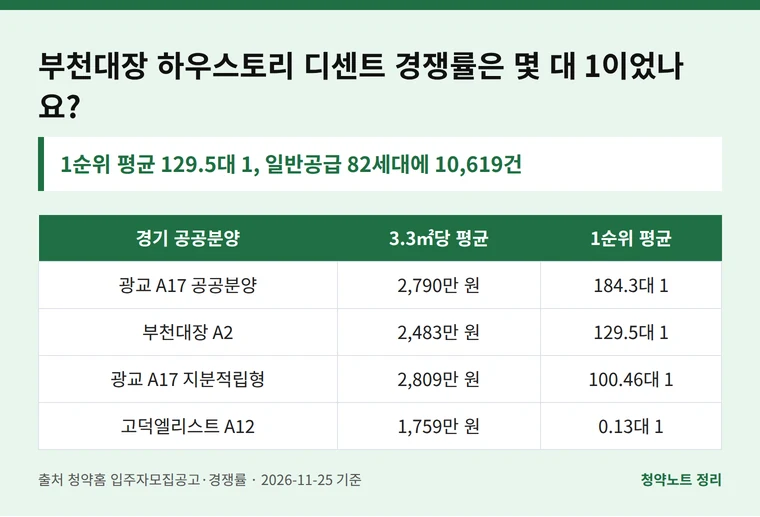 부천대장 하우스토리 디센트 경쟁률은 몇 대 1이었나
요?
1순위 평균 129.5대 1, 일반공급 82세대에 10,619건
경기 공공분양 3.3㎡당 평균 1순위 평균
광교 A17 공공분양 2,790만 원 184.3대 1
부천대장 A2 2,483만 원 129.5대 1
광교 A17 지분적립형 2,809만 원 100.46대 1
고덕엘리스트 A12 1,759만 원 0.13대 1
출처 청약홈 입주자모집공고·경쟁률 · 2026-11-25 기준 청약노트 정리